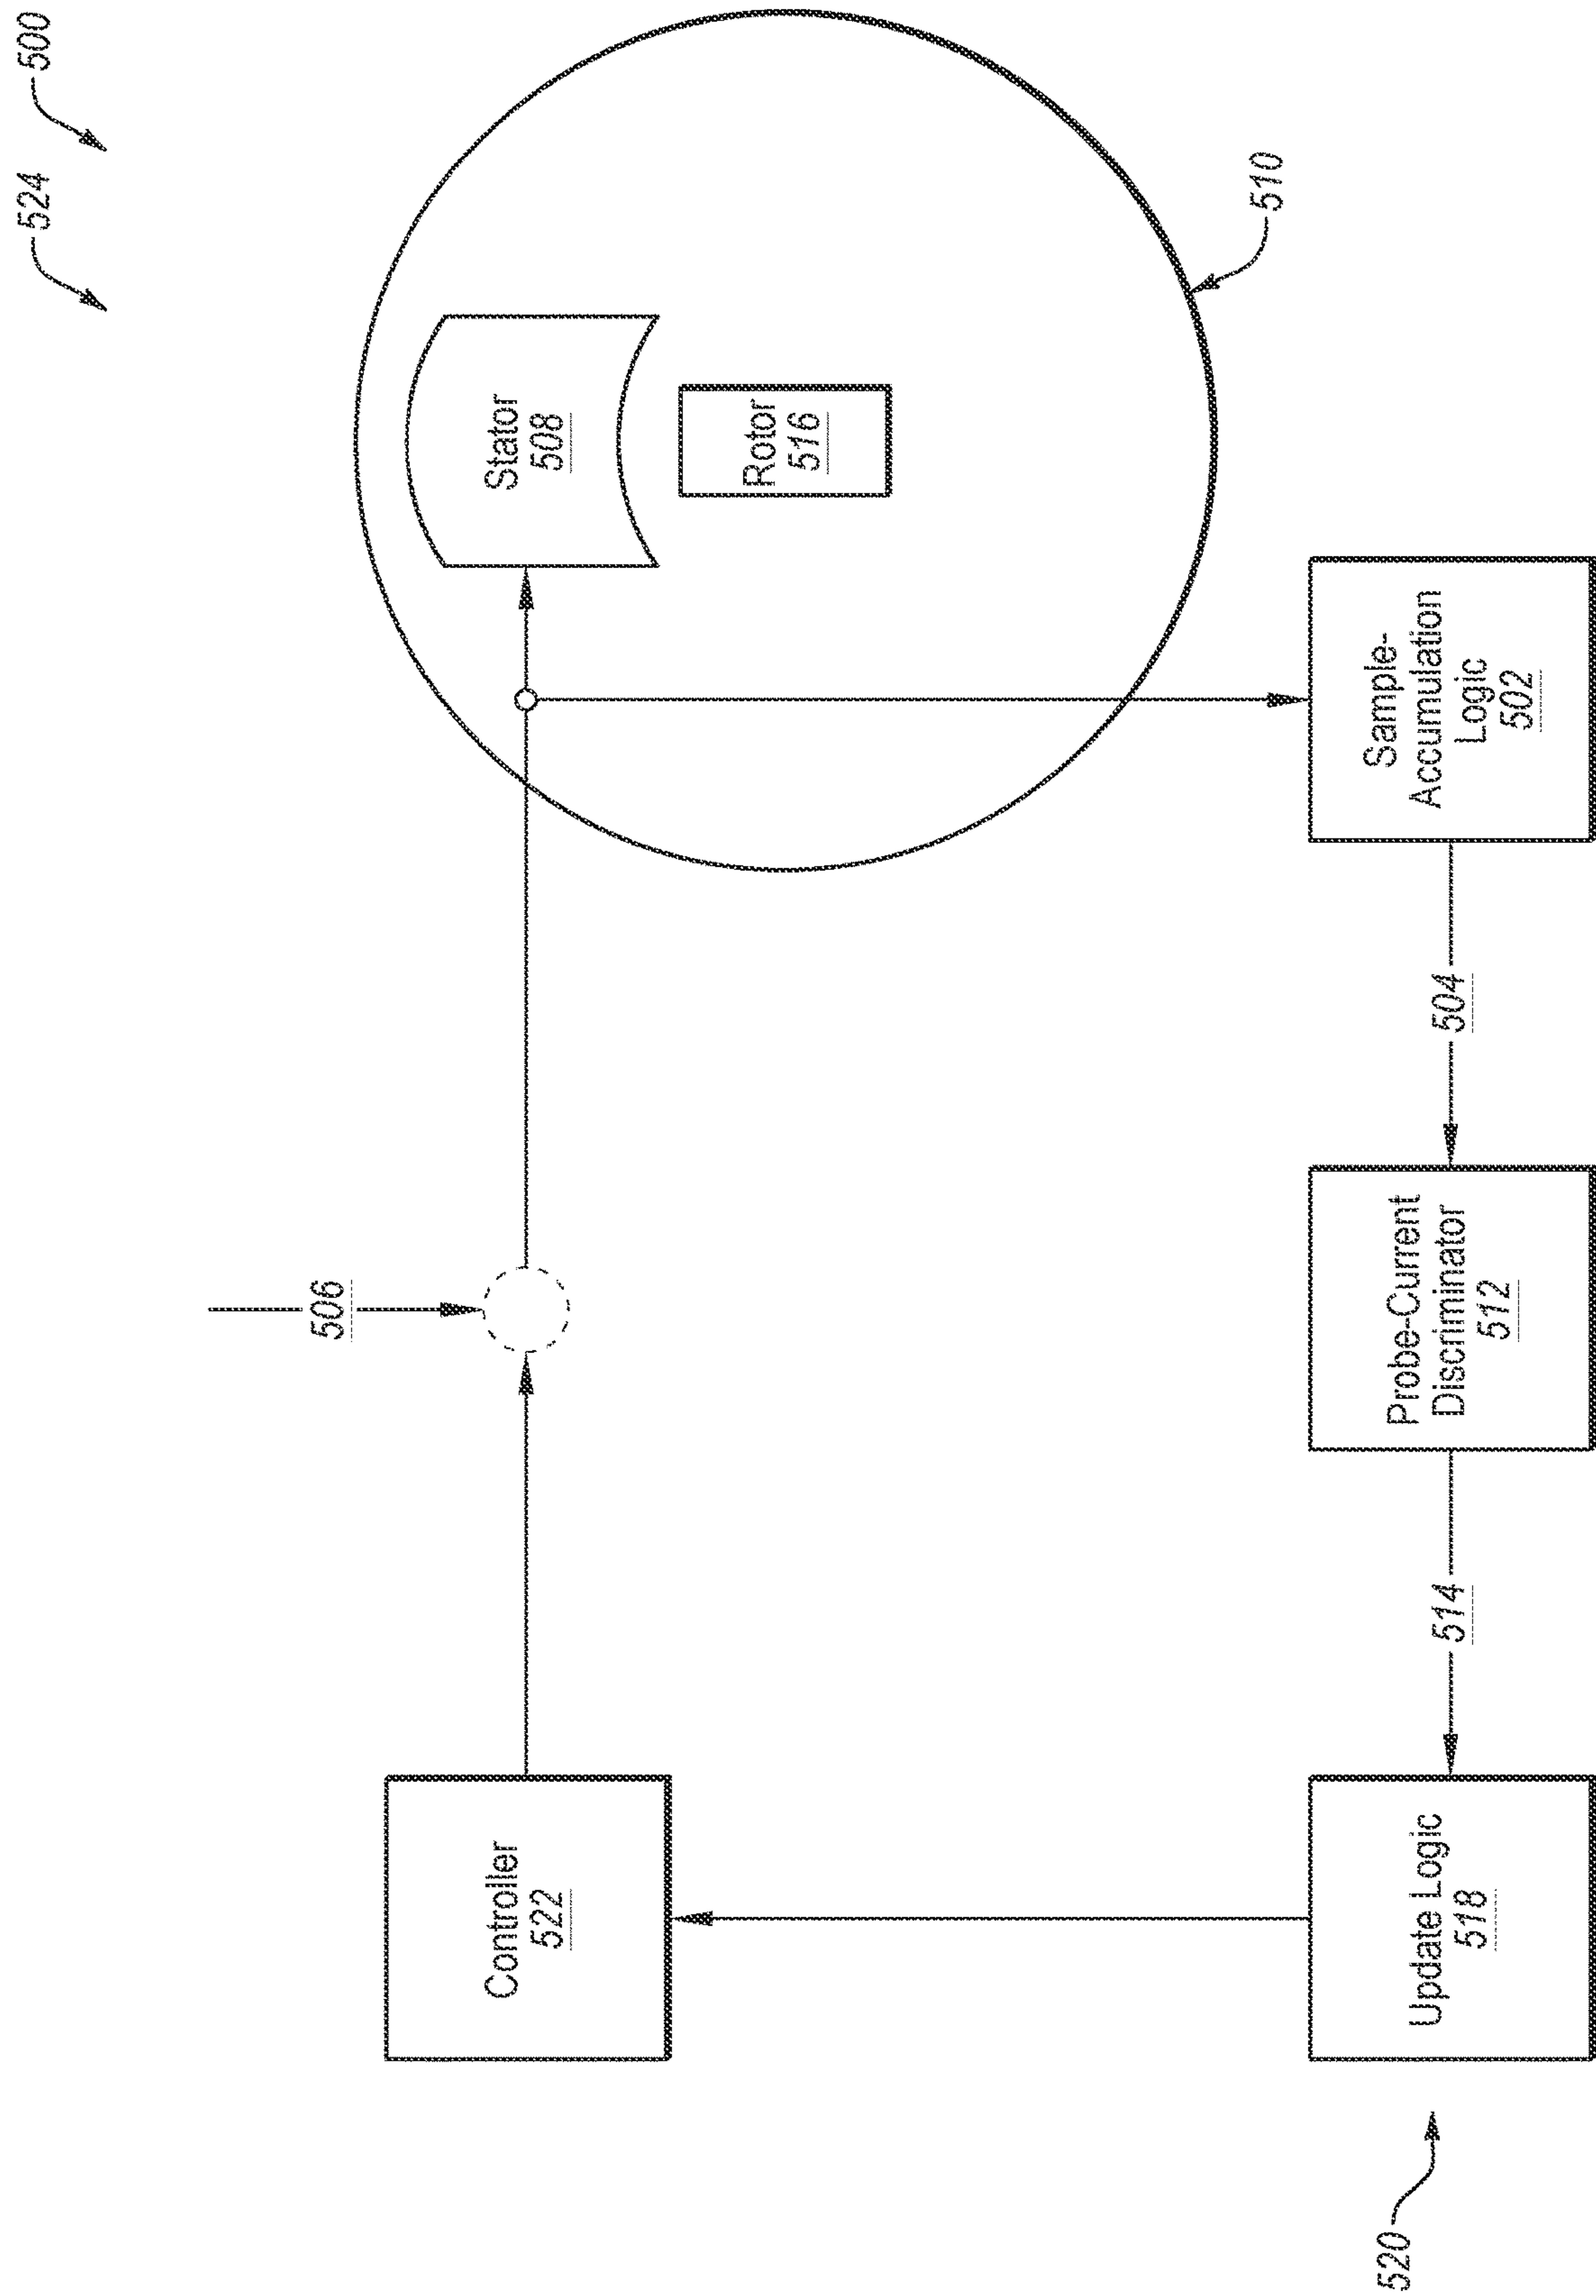 524
500
506
Controller
522
Stator
508
Rotor
516
510
520
Update Logic
518
514
Probe-Current
Discriminator
512
504
Sample-
Accumulation
Logic
502